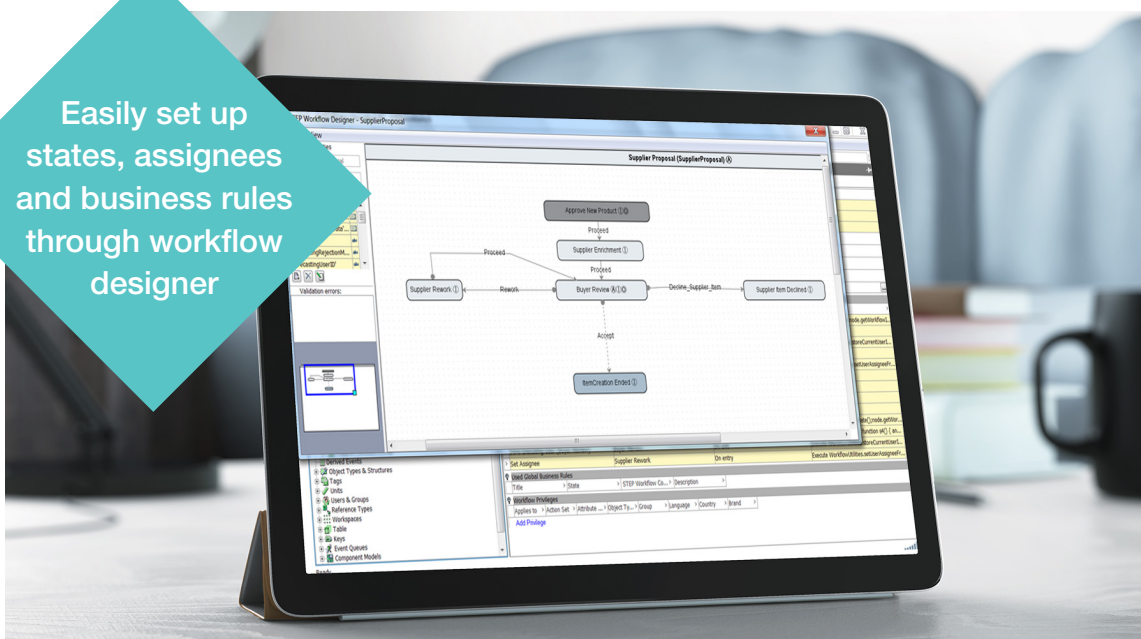 Easily set up
states, assignees
and business rules
through workflow
designer
STEP Workflow Designer - SupplierProposal
Supplier Proposal (SupplierProposal) Ⓐ
Approve New Product
Proceed
Supplier Enrichment
Proceed
Proceed
Supplier Rework
Rework
Buyer Review
Decline_Supplier_Item
Supplier Item Declined
Accept
ItemCreation Ended
Validation errors:
Derived Events
Object Types & Structures
Tags
Units
Users & Groups
Reference Types
Workspaces
Table
Keys
Event Queues
Component Models
Ready
Set Assignee Supplier Rework On entry Execute WorkflowUtilities.setUserAssigneeFr...
Used Global Business Rules
Title State STEP Workflow Co... Description
Workflow Privileges
Applies to Action Set Attribute ... Object Ty... Group Language Country Brand
Add Privilege